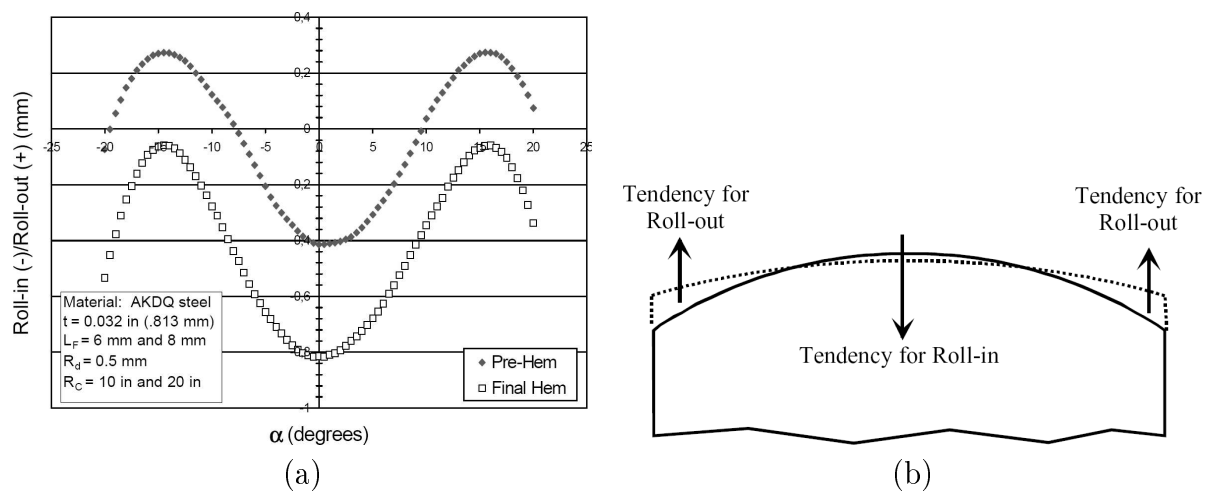 0,4
0,2
0
-25 -20 -15 -10 -5 0 5 10 15 20 25
0,2
0,4
0,6
0,8
-1
Roll-in (-)/Roll-out (+) (mm)
Material: AKDQ steel
t = 0.032 in (.813 mm)
L_F = 6 mm and 8 mm
R_d = 0.5 mm
R_C = 10 in and 20 in
Pre-Hem
Final Hem
α (degrees)
(a)
Tendency for
Roll-out
Tendency for
Roll-out
Tendency for Roll-in
(b)